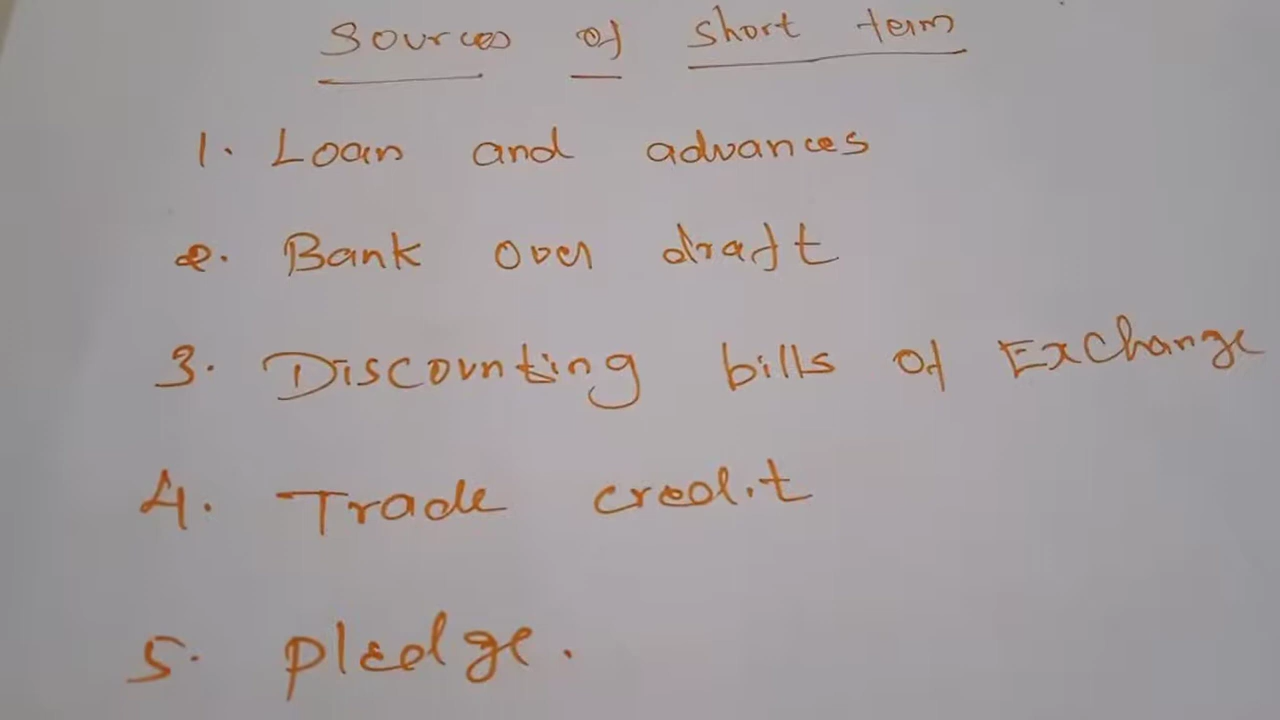 Sources of short term
1. Loan and advances
2. Bank over draft
3. Discounting bills of Exchange
4. Trade credit
5. pledge.